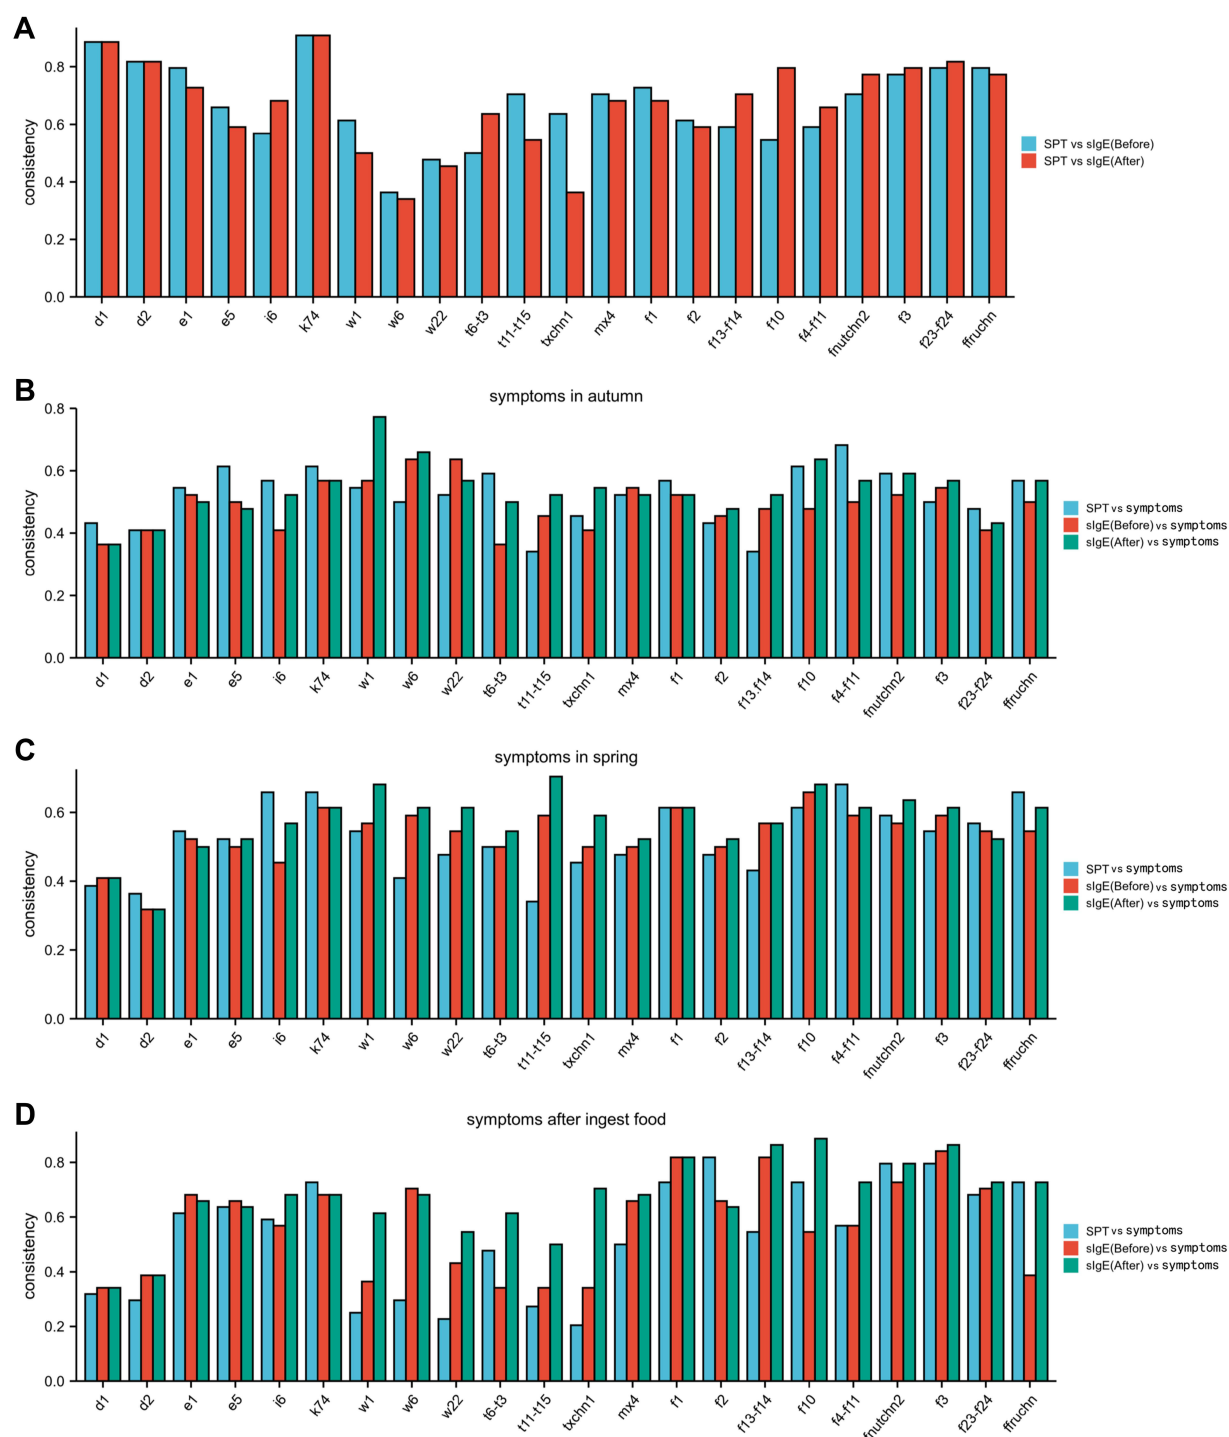 A
0.8
0.6
0.4
0.2
0.0
consistency
d1 d2 e1 e5 i6 k74 w1 w6 w22 t6-t3 t11-t15 txchn1 mx4 f1 f2 f13-f14 f10 f4-f11 fnutchn2 f3 f23-f24 ffruchn
SPT vs sIgE(Before)
SPT vs sIgE(After)
B
symptoms in autumn
0.8
0.6
0.4
0.2
0.0
consistency
d1 d2 e1 e5 i6 k74 w1 w6 w22 t6-t3 t11-t15 txchn1 mx4 f1 f2 f13.f14 f10 f4-f11 fnutchn2 f3 f23-f24 ffruchn
SPT vs symptoms
sIgE(Before) vs symptoms
sIgE(After) vs symptoms
C
symptoms in spring
0.6
0.4
0.2
0.0
consistency
d1 d2 e1 e5 i6 k74 w1 w6 w22 t6-t3 t11-t15 txchn1 mx4 f1 f2 f13-f14 f10 f4-f11 fnutchn2 f3 f23-f24 ffruchn
SPT vs symptoms
sIgE(Before) vs symptoms
sIgE(After) vs symptoms
D
symptoms after ingest food
0.8
0.6
0.4
0.2
0.0
consistency
d1 d2 e1 e5 i6 k74 w1 w6 w22 t6-t3 t11-t15 txchn1 mx4 f1 f2 f13-f14 f10 f4-f11 fnutchn2 f3 f23-f24 ffruchn
SPT vs symptoms
sIgE(Before) vs symptoms
sIgE(After) vs symptoms